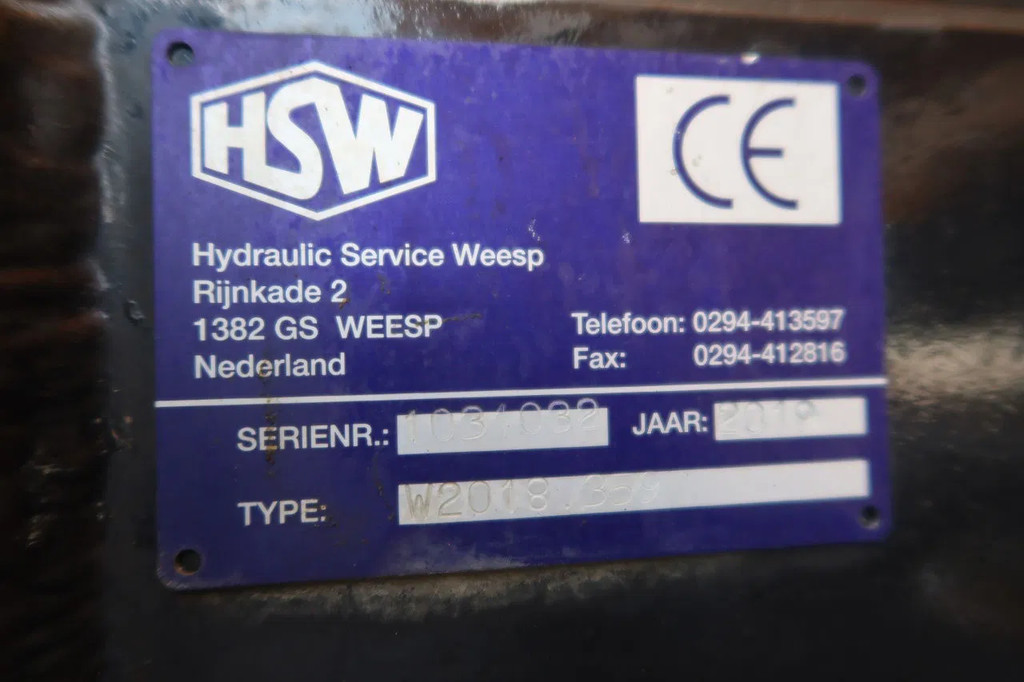 HSW
CE
Hydraulic Service Weesp
Rijnkade 2
1382 GS WEESP
Nederland
Telefoon: 0294-413597
Fax: 0294-412816
SERIENR.:
JAAR:
TYPE: